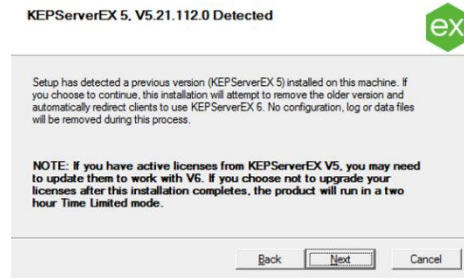 KEPServerEX 5, V5.21.112.0 Detected
ex
Setup has detected a previous version (KEPServerEX 5) installed on this machine. If
you choose to continue, this installation will attempt to remove the older version and
automatically redirect clients to use KEPServerEX 6. No configuration, log or data files
will be removed during this process.
NOTE: If you have active licenses from KEPServerEX V5, you may need
to update them to work with V6. If you choose not to upgrade your
licenses after this installation completes, the product will run in a two
hour Time Limited mode.
Back Next Cancel